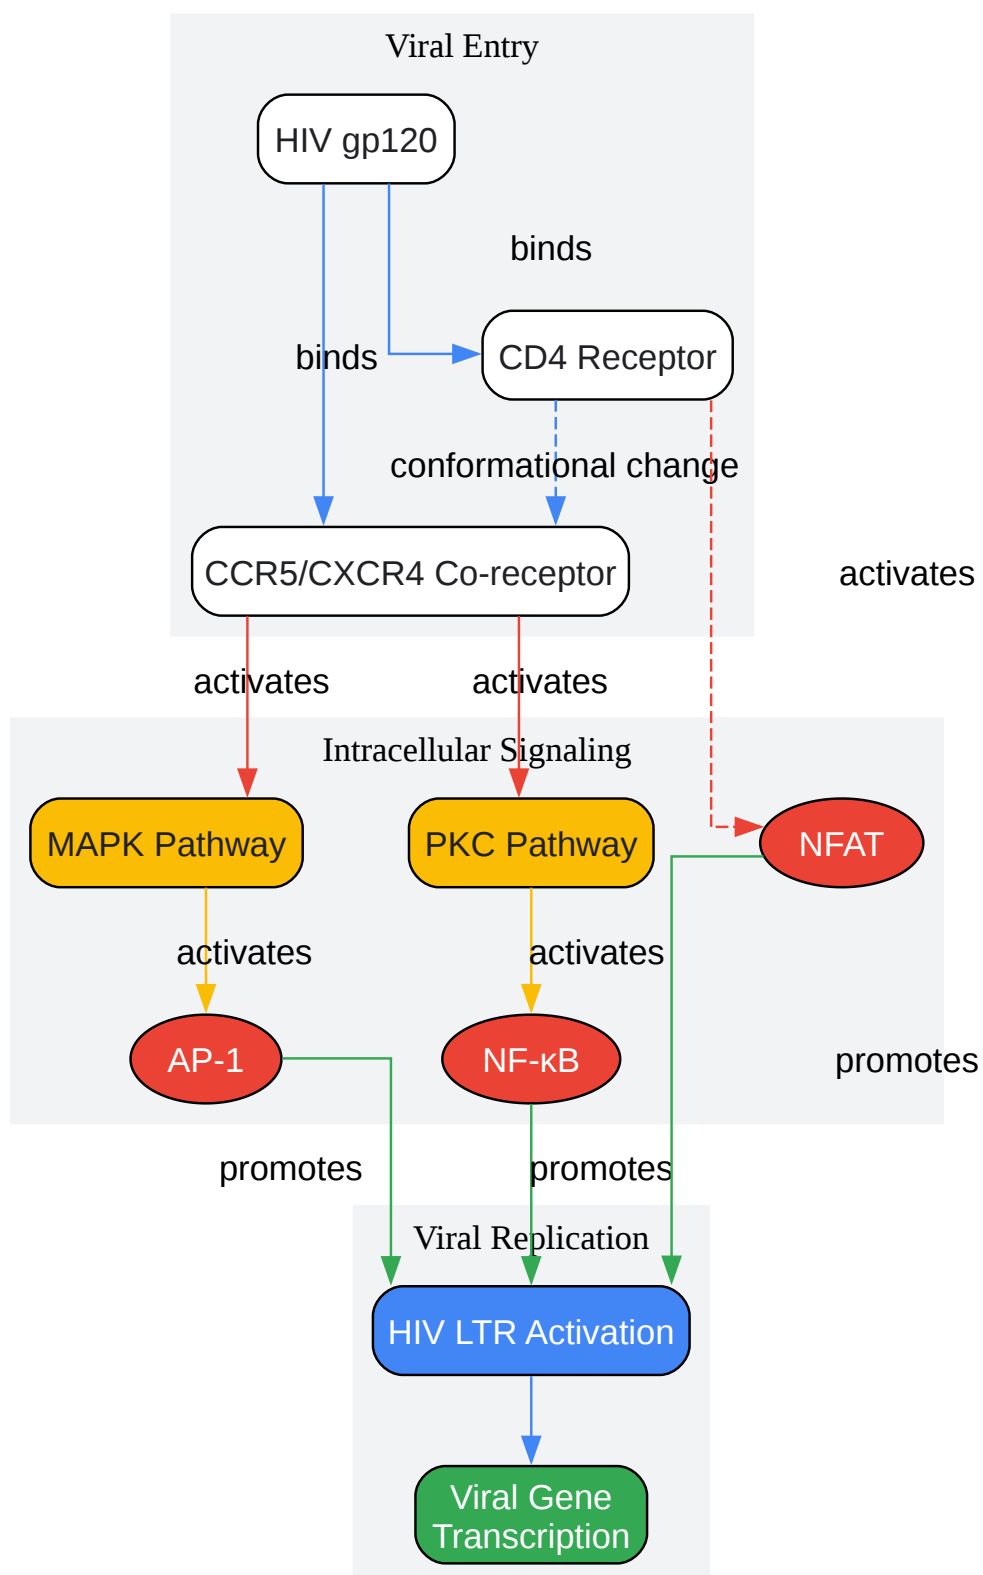 Viral Entry
HIV gp120
binds
binds
CD4 Receptor
conformational change
CCR5/CXCR4 Co-receptor
activates
activates
activates
Intracellular Signaling
MAPK Pathway
PKC Pathway
NFAT
activates
activates
AP-1
NF-κB
promotes
promotes
promotes
Viral Replication
HIV LTR Activation
Viral Gene
Transcription